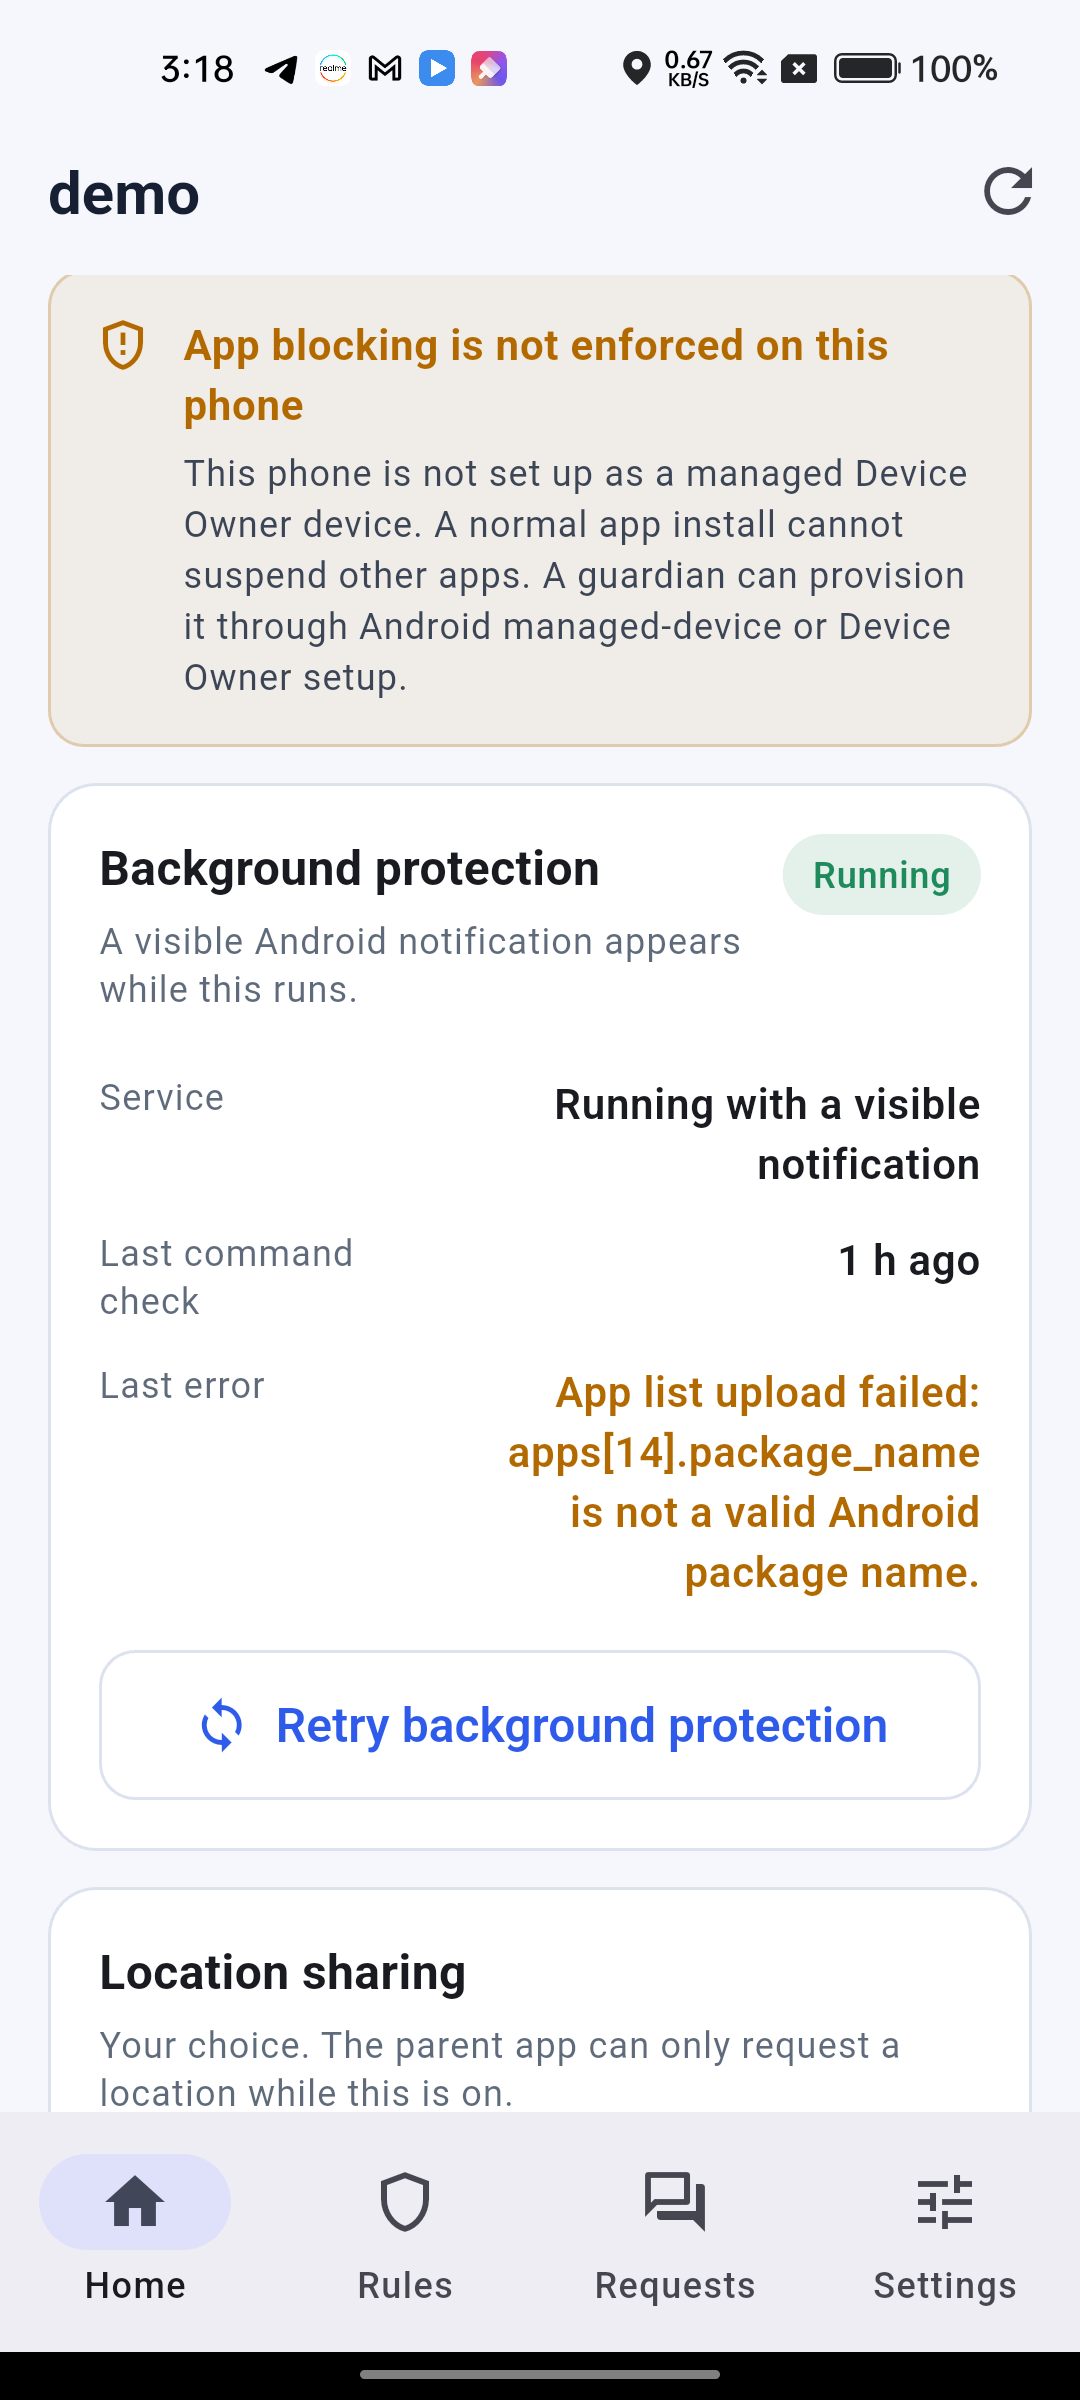 3:18
realme
0.67
KB/S
100%
demo
App blocking is not enforced on this
phone
This phone is not set up as a managed Device
Owner device. A normal app install cannot
suspend other apps. A guardian can provision
it through Android managed-device or Device
Owner setup.
Background protection
Running
A visible Android notification appears
while this runs.
Service
Running with a visible
notification
Last command
check
1 h ago
Last error
App list upload failed:
apps[14].package_name
is not a valid Android
package name.
Retry background protection
Location sharing
Your choice. The parent app can only request a
location while this is on.
Home
Rules
Requests
Settings